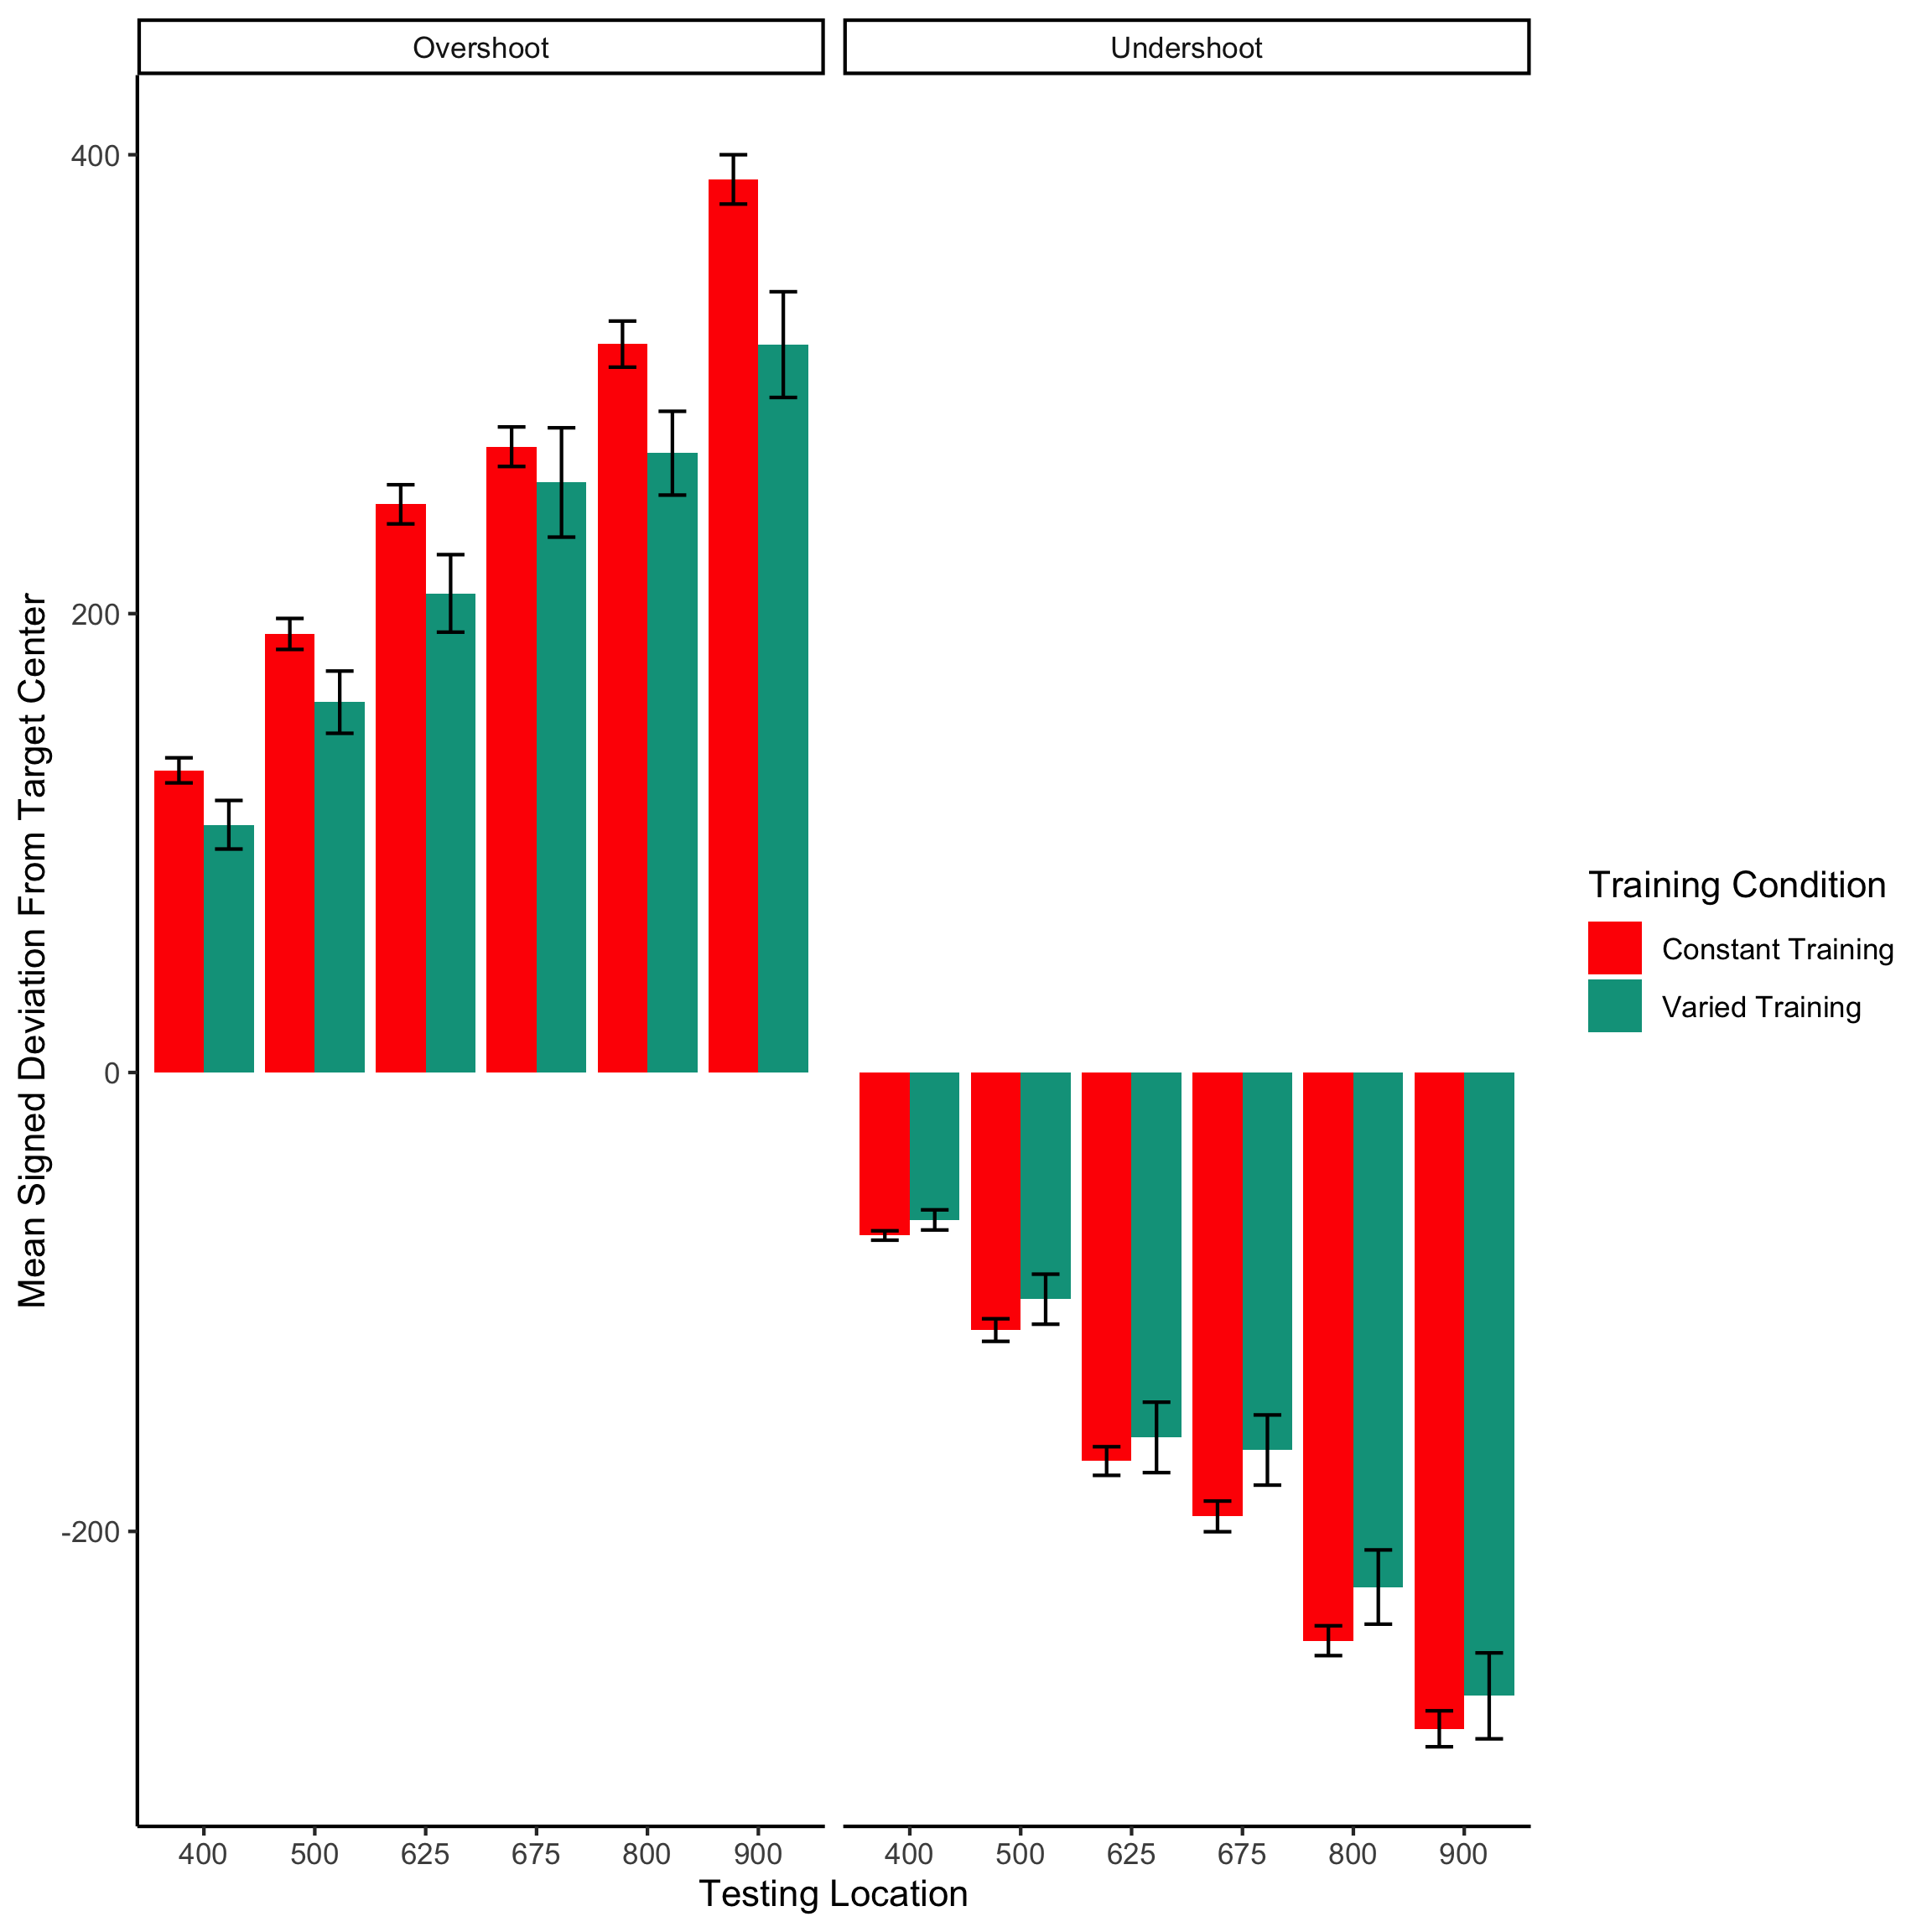 Overshoot
Undershoot
400
200
0
-200
Mean Signed Deviation From Target Center
400 500 625 675 800 900
400 500 625 675 800 900
Testing Location
Training Condition
Constant Training
Varied Training